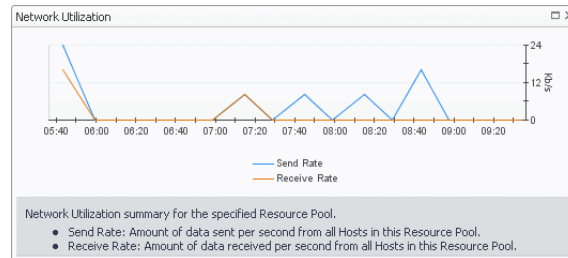 Network Utilization
24
12
0
Kb/s
05:40 06:00 06:20 06:40 07:00 07:20 07:40 08:00 08:20 08:40 09:00 09:20
Send Rate
Receive Rate
Network Utilization summary for the specified Resource Pool.
● Send Rate: Amount of data sent per second from all Hosts in this Resource Pool.
● Receive Rate: Amount of data received per second from all Hosts in this Resource Pool.